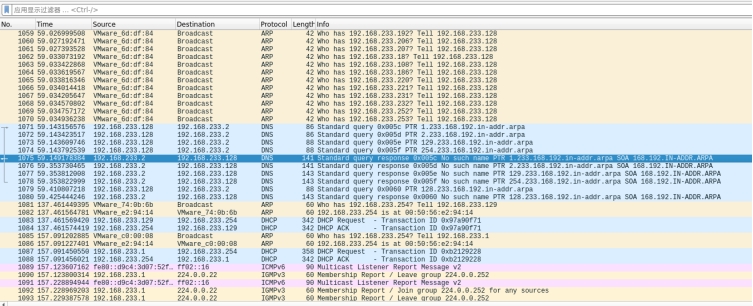 应用显示过滤器 … <Ctrl-/>
No. Time Source Destination Protocol Length Info
1059 59.026999508 VMware_6d:df:84 Broadcast ARP 42 Who has 192.168.233.192? Tell 192.168.233.128
1060 59.027192471 VMware_6d:df:84 Broadcast ARP 42 Who has 192.168.233.206? Tell 192.168.233.128
1061 59.027393528 VMware_6d:df:84 Broadcast ARP 42 Who has 192.168.233.207? Tell 192.168.233.128
1062 59.033073192 VMware_6d:df:84 Broadcast ARP 42 Who has 192.168.233.18? Tell 192.168.233.128
1063 59.033422868 VMware_6d:df:84 Broadcast ARP 42 Who has 192.168.233.108? Tell 192.168.233.128
1064 59.033619567 VMware_6d:df:84 Broadcast ARP 42 Who has 192.168.233.186? Tell 192.168.233.128
1065 59.033816346 VMware_6d:df:84 Broadcast ARP 42 Who has 192.168.233.220? Tell 192.168.233.128
1066 59.034014418 VMware_6d:df:84 Broadcast ARP 42 Who has 192.168.233.221? Tell 192.168.233.128
1067 59.034205647 VMware_6d:df:84 Broadcast ARP 42 Who has 192.168.233.231? Tell 192.168.233.128
1068 59.034570802 VMware_6d:df:84 Broadcast ARP 42 Who has 192.168.233.232? Tell 192.168.233.128
1069 59.034757172 VMware_6d:df:84 Broadcast ARP 42 Who has 192.168.233.252? Tell 192.168.233.128
1070 59.034936238 VMware_6d:df:84 Broadcast ARP 42 Who has 192.168.233.253? Tell 192.168.233.128
1071 59.143156576 192.168.233.128 192.168.233.2 DNS 86 Standard query 0x005c PTR 1.233.168.192.in-addr.arpa
1072 59.143423517 192.168.233.128 192.168.233.2 DNS 86 Standard query 0x005d PTR 2.233.168.192.in-addr.arpa
1073 59.143609746 192.168.233.128 192.168.233.2 DNS 88 Standard query 0x005e PTR 129.233.168.192.in-addr.arpa
1074 59.143792539 192.168.233.128 192.168.233.2 DNS 88 Standard query 0x005f PTR 254.233.168.192.in-addr.arpa
1075 59.149178384 192.168.233.2 192.168.233.128 DNS 141 Standard query response 0x005c No such name PTR 1.233.168.192.in-addr.arpa SOA 168.192.IN-ADDR.ARPA
1076 59.353730465 192.168.233.2 192.168.233.128 DNS 141 Standard query response 0x005d No such name PTR 2.233.168.192.in-addr.arpa SOA 168.192.IN-ADDR.ARPA
1077 59.353812008 192.168.233.2 192.168.233.128 DNS 143 Standard query response 0x005e No such name PTR 129.233.168.192.in-addr.arpa SOA 168.192.IN-ADDR.ARPA
1078 59.353822999 192.168.233.2 192.168.233.128 DNS 143 Standard query response 0x005f No such name PTR 254.233.168.192.in-addr.arpa SOA 168.192.IN-ADDR.ARPA
1079 59.410807218 192.168.233.128 192.168.233.2 DNS 88 Standard query 0x0060 PTR 128.233.168.192.in-addr.arpa
1080 59.425444246 192.168.233.2 192.168.233.128 DNS 143 Standard query response 0x0060 No such name PTR 128.233.168.192.in-addr.arpa SOA 168.192.IN-ADDR.ARPA
1081 137.461449395 VMware_74:0b:6b Broadcast ARP 60 Who has 192.168.233.254? Tell 192.168.233.129
1082 137.461564781 VMware_e2:94:14 VMware_74:0b:6b ARP 60 192.168.233.254 is at 00:50:56:e2:94:14
1083 137.461569420 192.168.233.129 192.168.233.254 DHCP 342 DHCP Request - Transaction ID 0x97a90f71
1084 137.461574419 192.168.233.254 192.168.233.129 DHCP 342 DHCP ACK - Transaction ID 0x97a90f71
1085 157.091202881 VMware_c0:00:08 Broadcast ARP 60 Who has 192.168.233.254? Tell 192.168.233.1
1086 157.091227401 VMware_e2:94:14 VMware_c0:00:08 ARP 60 192.168.233.254 is at 00:50:56:e2:94:14
1087 157.091450550 192.168.233.1 192.168.233.254 DHCP 358 DHCP Request - Transaction ID 0xb2129228
1088 157.091456021 192.168.233.254 192.168.233.1 DHCP 342 DHCP ACK - Transaction ID 0xb2129228
1089 157.123607162 fe80::d9c4:3d07:52f… ff02::16 ICMPv6 90 Multicast Listener Report Message v2
1090 157.123800314 192.168.233.1 224.0.0.22 IGMPv3 60 Membership Report / Leave group 224.0.0.252
1091 157.228894944 fe80::d9c4:3d07:52f… ff02::16 ICMPv6 90 Multicast Listener Report Message v2
1092 157.228969203 192.168.233.1 224.0.0.22 IGMPv3 60 Membership Report / Join group 224.0.0.252 for any sources
1093 157.229387578 192.168.233.1 224.0.0.22 IGMPv3 60 Membership Report / Leave group 224.0.0.252